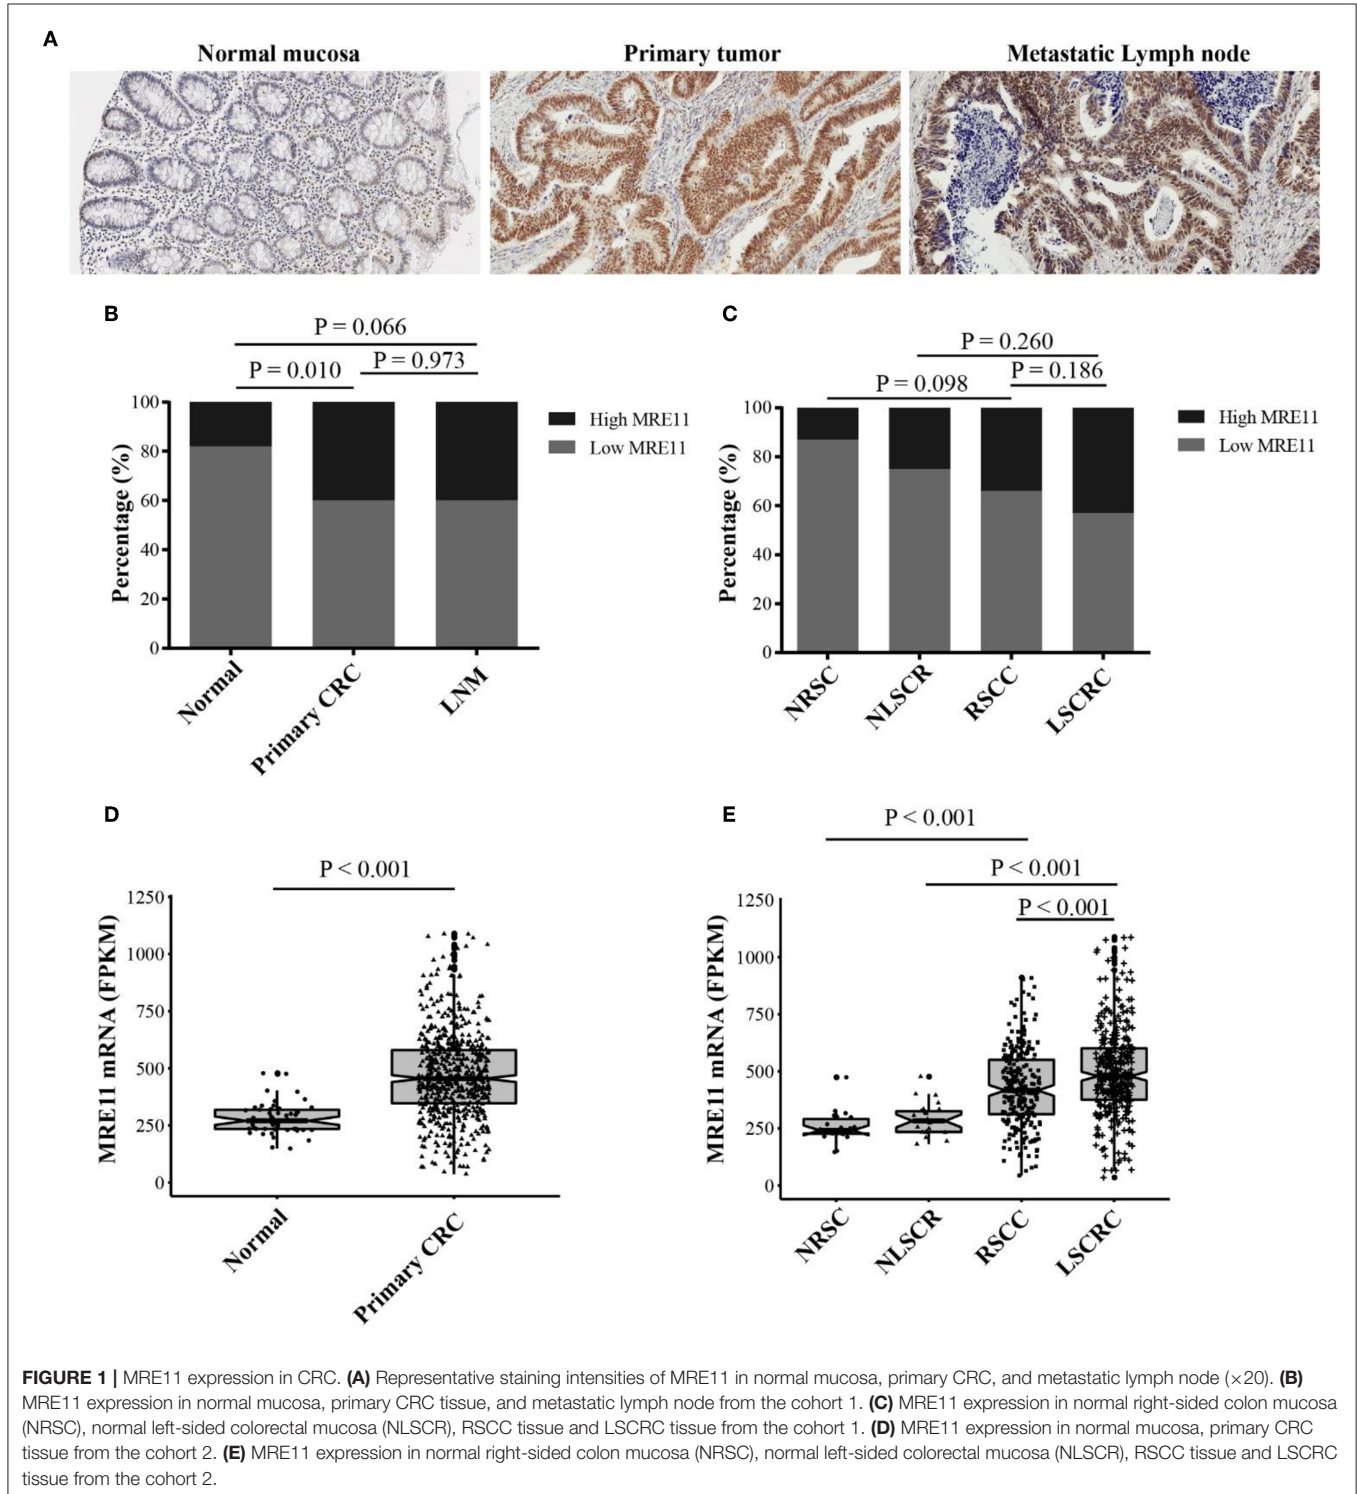 A
Normal mucosa
Primary tumor
Metastatic Lymph node
B
P = 0.066
P = 0.010
P = 0.973
Percentage (%)
100
80
60
40
20
0
Normal
Primary CRC
LNM
High MRE11
Low MRE11
C
P = 0.260
P = 0.186
P = 0.098
Percentage (%)
100
80
60
40
20
0
NRSC
NLSCR
RSCC
LSCRC
High MRE11
Low MRE11
D
P < 0.001
MRE11 mRNA (FPKM)
1250
1000
750
500
250
0
Normal
Primary CRC
E
P < 0.001
P < 0.001
P < 0.001
MRE11 mRNA (FPKM)
1250
1000
750
500
250
0
NRSC
NLSCR
RSCC
LSCRC
FIGURE 1 | MRE11 expression in CRC. (A) Representative staining intensities of MRE11 in normal mucosa, primary CRC, and metastatic lymph node (×20). (B)
MRE11 expression in normal mucosa, primary CRC tissue, and metastatic lymph node from the cohort 1. (C) MRE11 expression in normal right-sided colon mucosa
(NRSC), normal left-sided colorectal mucosa (NLSCR), RSCC tissue and LSCRC tissue from the cohort 1. (D) MRE11 expression in normal mucosa, primary CRC
tissue from the cohort 2. (E) MRE11 expression in normal right-sided colon mucosa (NRSC), normal left-sided colorectal mucosa (NLSCR), RSCC tissue and LSCRC
tissue from the cohort 2.